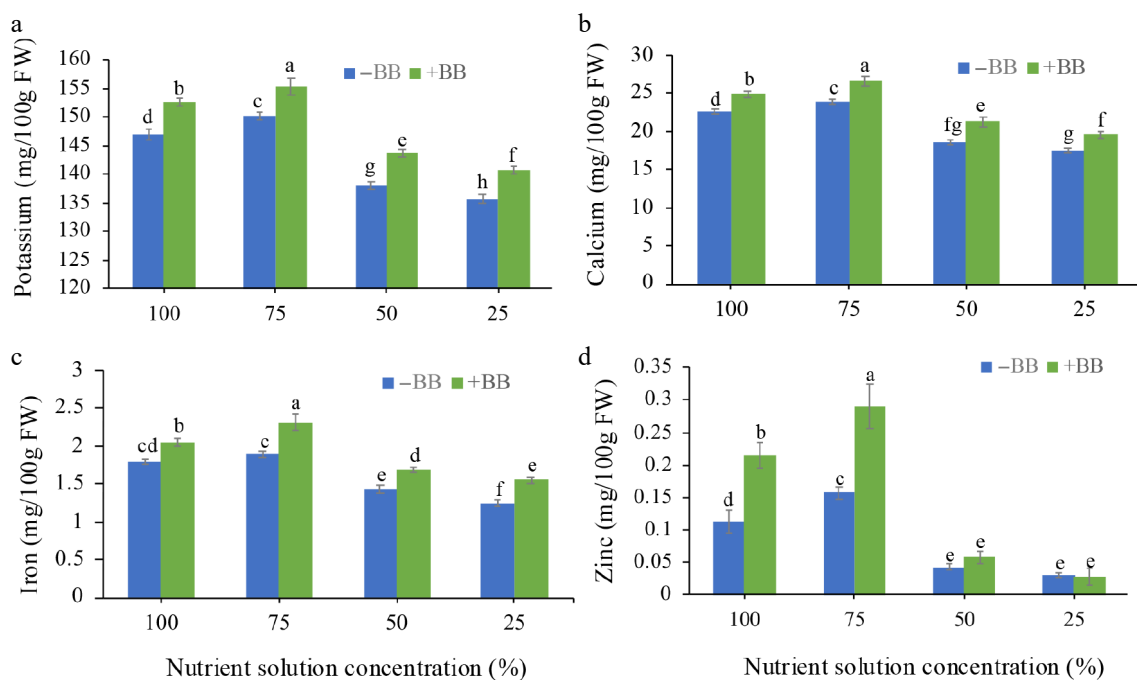 a
Potassium (mg/100g FW)
160
155
150
145
140
135
130
125
120
–BB +BB
d b c a g e h f
100 75 50 25
b
Calcium (mg/100g FW)
35
30
25
20
15
10
5
0
–BB +BB
d b c a fg e g f
100 75 50 25
c
Iron (mg/100g FW)
3
2.5
2
1.5
1
0.5
0
–BB +BB
cd b c a e d f e
100 75 50 25
Nutrient solution concentration (%)
d
Zinc (mg/100g FW)
0.35
0.3
0.25
0.2
0.15
0.1
0.05
0
–BB +BB
d b c a e e e e
100 75 50 25
Nutrient solution concentration (%)